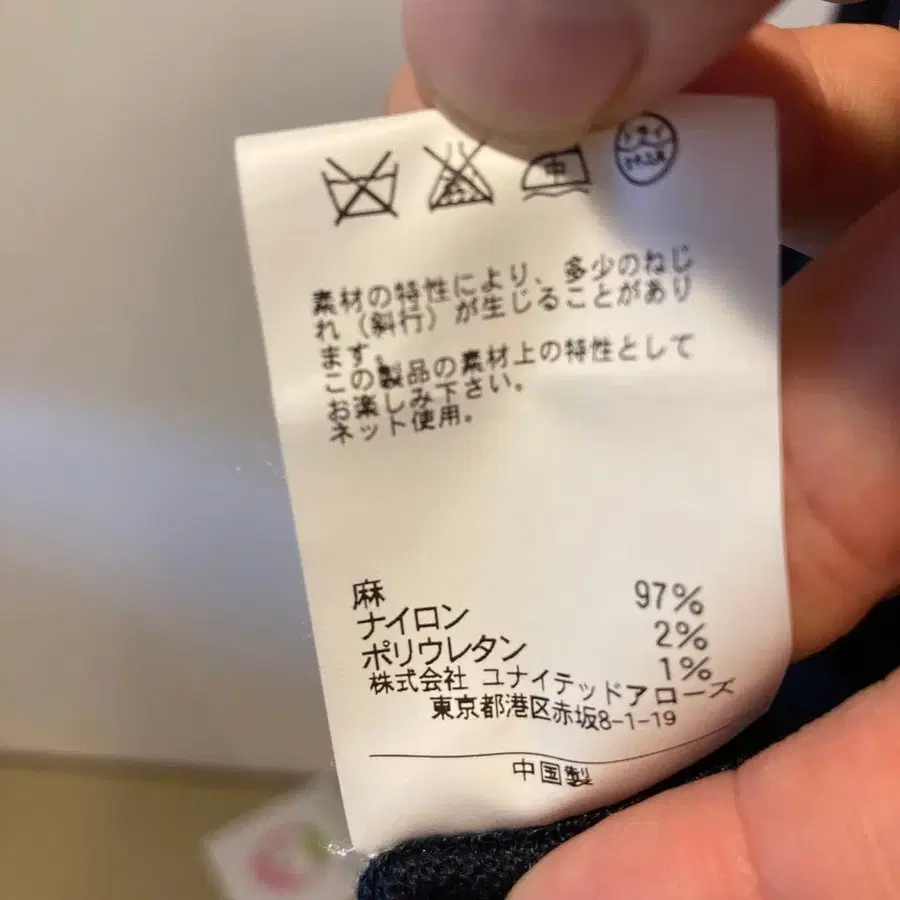 中
ドライ
素材の特性により、多少のねじ
れ（斜行）が生じることがあり
ます。
この製品の素材上の特性として
お楽しみ下さい。
ネット使用。
麻 97%
ナイロン 2%
ポリウレタン 1%
株式会社 ユナイテッドアローズ
東京都港区赤坂8-1-19
中国製